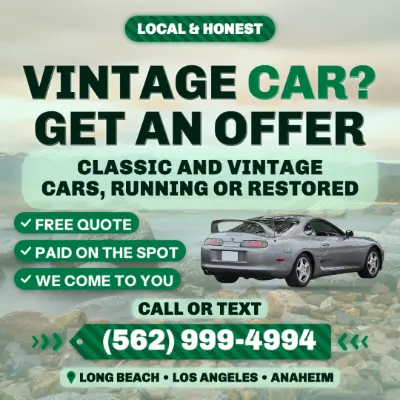 LOCAL & HONEST
VINTAGE CAR?
GET AN OFFER
CLASSIC AND VINTAGE
CARS, RUNNING OR RESTORED
FREE QUOTE
PAID ON THE SPOT
WE COME TO YOU
CALL OR TEXT
(562) 999-4994
LONG BEACH • LOS ANGELES • ANAHEIM